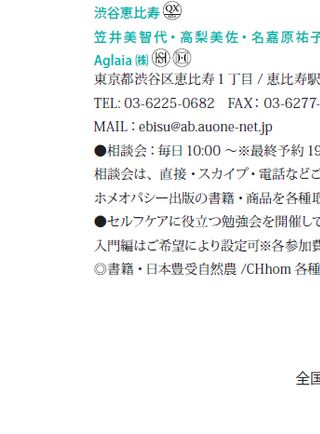 渋谷恵比寿 QX
笠井美智代・高梨美佐・名嘉原祐子
Aglaia ㈱
東京都渋谷区恵比寿1丁目 / 恵比寿駅
TEL: 03-6225-0682 FAX: 03-6277-
MAIL : ebisu@ab.auone-net.jp
●相談会：毎日 10:00 ～※最終予約 19
相談会は、直接・スカイプ・電話などご
ホメオパシー出版の書籍・商品を各種取
●セルフケアに役立つ勉強会を開催して
入門編はご希望により設定可※各参加費
◎書籍・日本豊受自然農 /CHhom 各種
全国